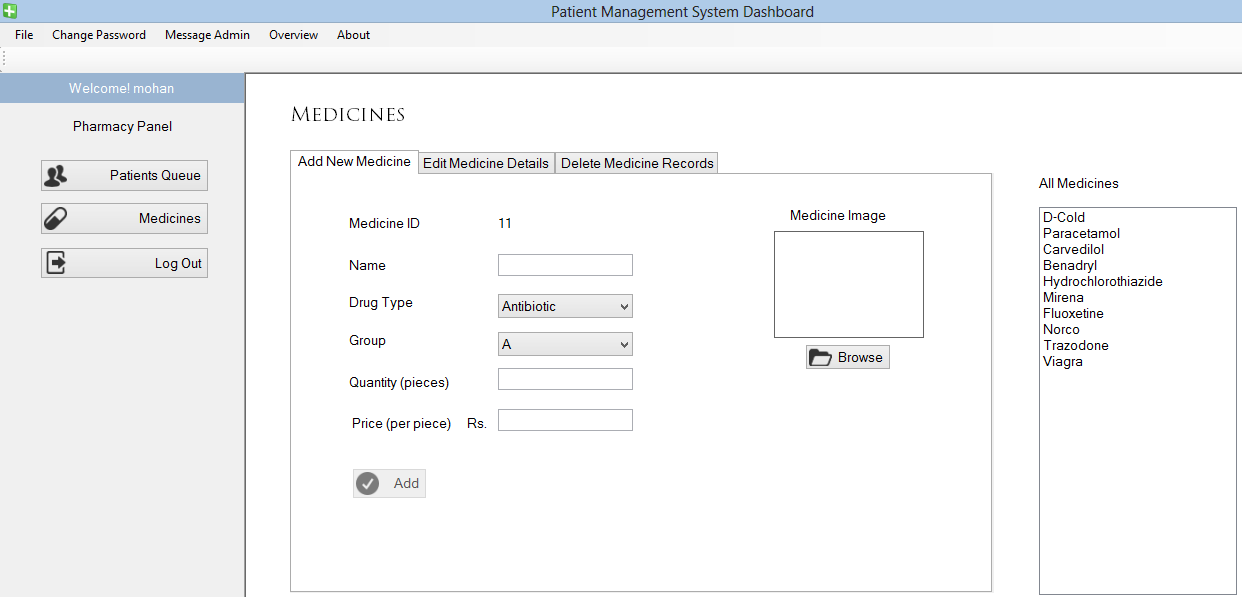 Patient Management System Dashboard
File Change Password Message Admin Overview About
Welcome! mohan
Pharmacy Panel
Patients Queue
Medicines
Log Out
MEDICINES
Add New Medicine Edit Medicine Details Delete Medicine Records
Medicine ID 11
Name
Drug Type Antibiotic
Group A
Quantity (pieces)
Price (per piece) Rs.
Add
Medicine Image
Browse
All Medicines
D-Cold
Paracetamol
Carvedilol
Benadryl
Hydrochlorothiazide
Mirena
Fluoxetine
Norco
Trazodone
Viagra